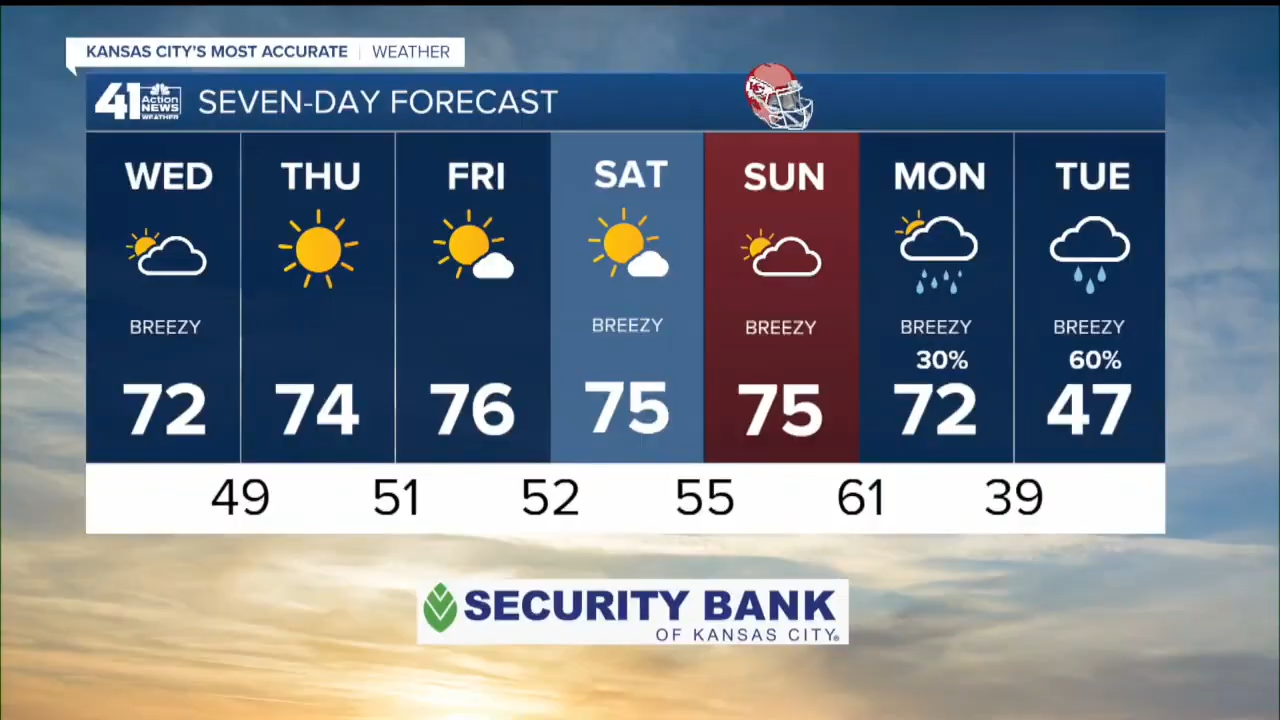 KANSAS CITY'S MOST ACCURATE | WEATHER
41 Action NEWS WEATHER SEVEN-DAY FORECAST
WED THU FRI SAT SUN MON TUE
BREEZY BREEZY BREEZY BREEZY BREEZY
30% 60%
72 74 76 75 75 72 47
49 51 52 55 61 39
SECURITY BANK
OF KANSAS CITY®